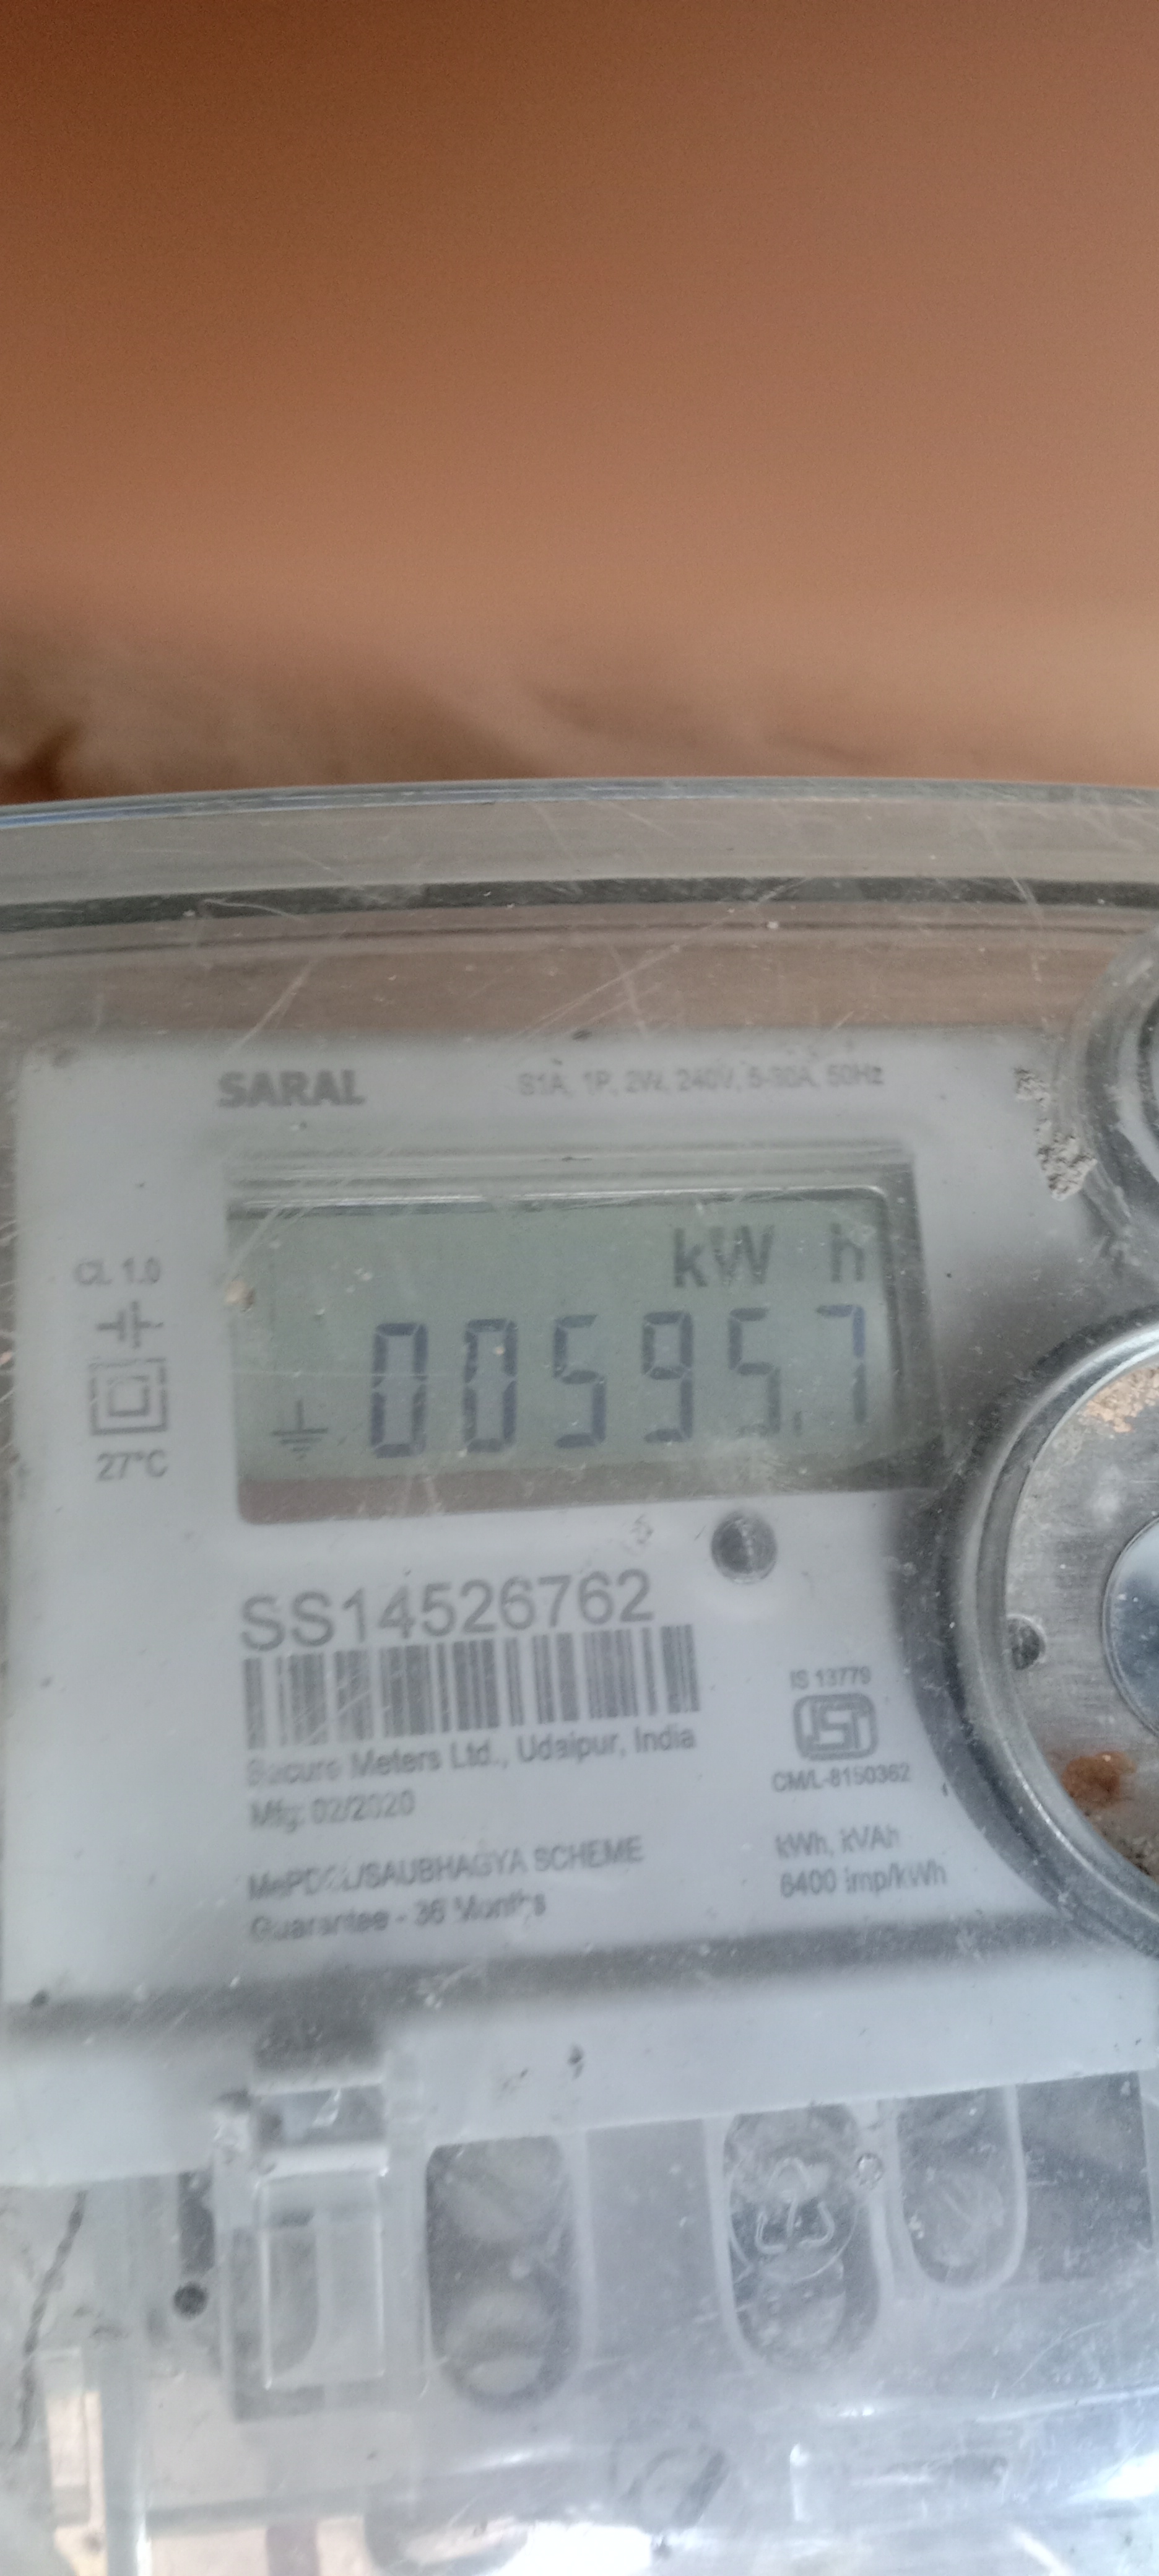 SARAL
S1A, 1P, 2W, 240V, 5-30A, 50Hz
kW h
CL 1.0
00595.7
27°C
SS14526762
Secure Meters Ltd., Udaipur, India
Mfg: 02/2020
MePDCL/SAUBHAGYA SCHEME
Guarantee - 36 Months
IS 13779
ISI
CM/L-8150362
kWh, kVAh
6400 imp/kWh